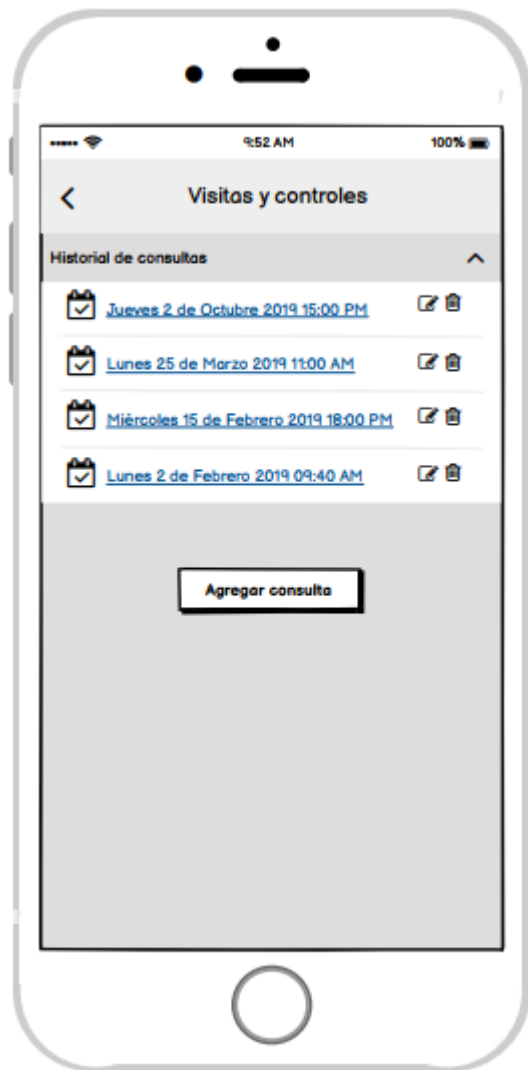 9:52 AM 100%
Visitas y controles
Historial de consultas
Jueves 2 de Octubre 2019 15:00 PM
Lunes 25 de Marzo 2019 11:00 AM
Miércoles 15 de Febrero 2019 18:00 PM
Lunes 2 de Febrero 2019 09:40 AM
Agregar consulta